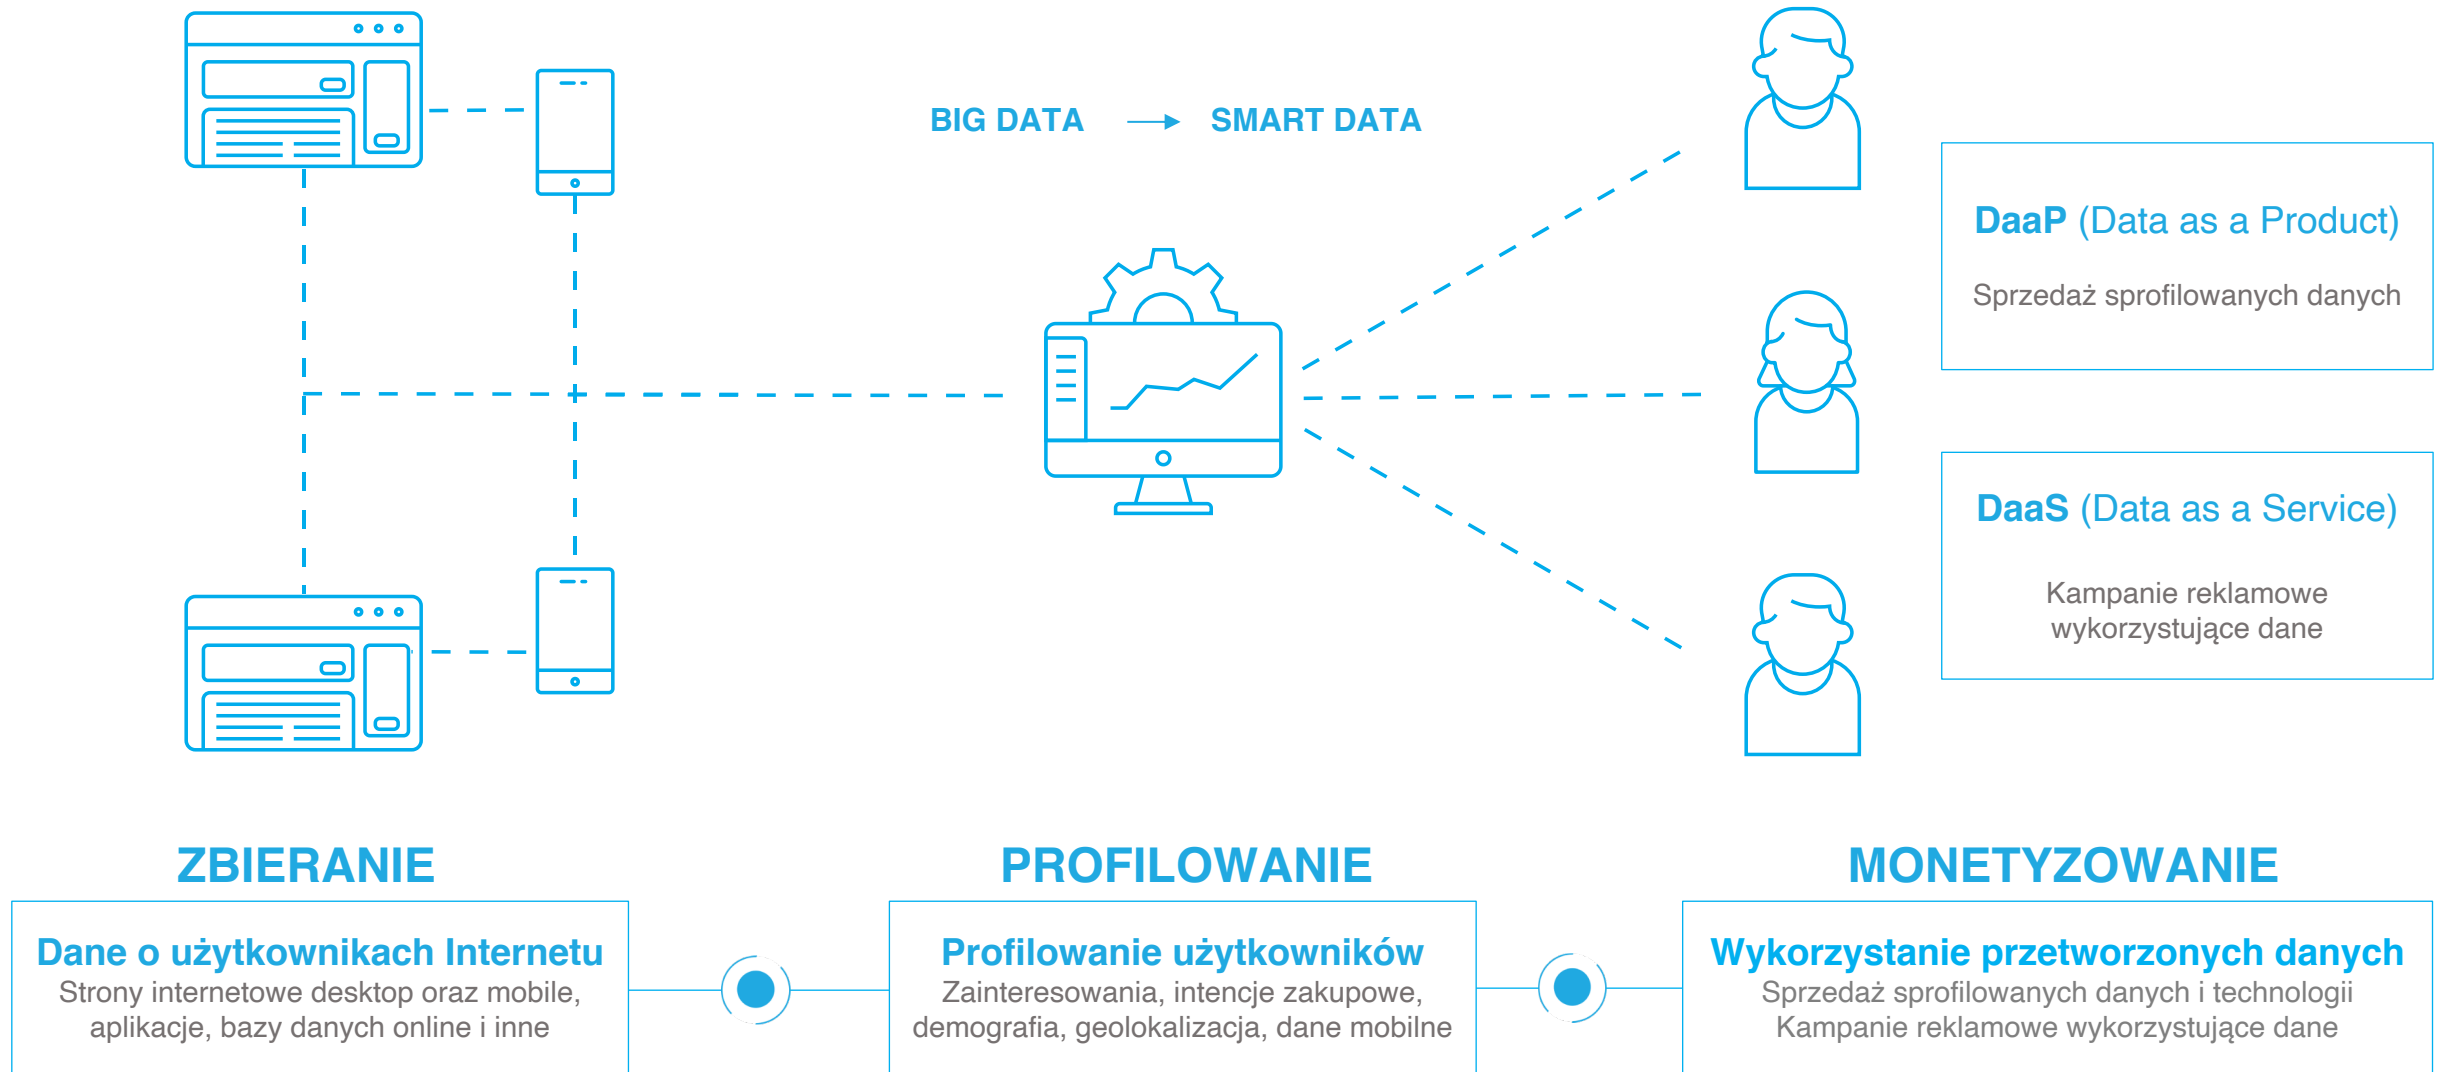 BIG DATA
SMART DATA
DaaP (Data as a Product)
Sprzedaż sprofilowanych danych
DaaS (Data as a Service)
Kampanie reklamowe
wykorzystujące dane
ZBIERANIE
Dane o użytkownikach Internetu
Strony internetowe desktop oraz mobile,
aplikacje, bazy danych online i inne
PROFILOWANIE
Profilowanie użytkowników
Zainteresowania, intencje zakupowe,
demografia, geolokalizacja, dane mobilne
MONETYZOWANIE
Wykorzystanie przetworzonych danych
Sprzedaż sprofilowanych danych i technologii
Kampanie reklamowe wykorzystujące dane